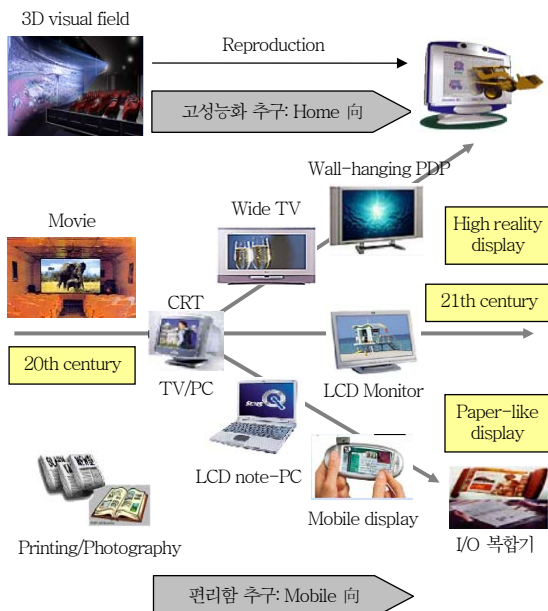 3D visual field
Reproduction
고성능화 추구: Home 向
Wall-hanging PDP
Wide TV
Movie
High reality
display
CRT
21th century
20th century
TV/PC
LCD Monitor
Paper-like
display
LCD note-PC
Mobile display
Printing/Photography
I/O 복합기
편리함 추구: Mobile 向